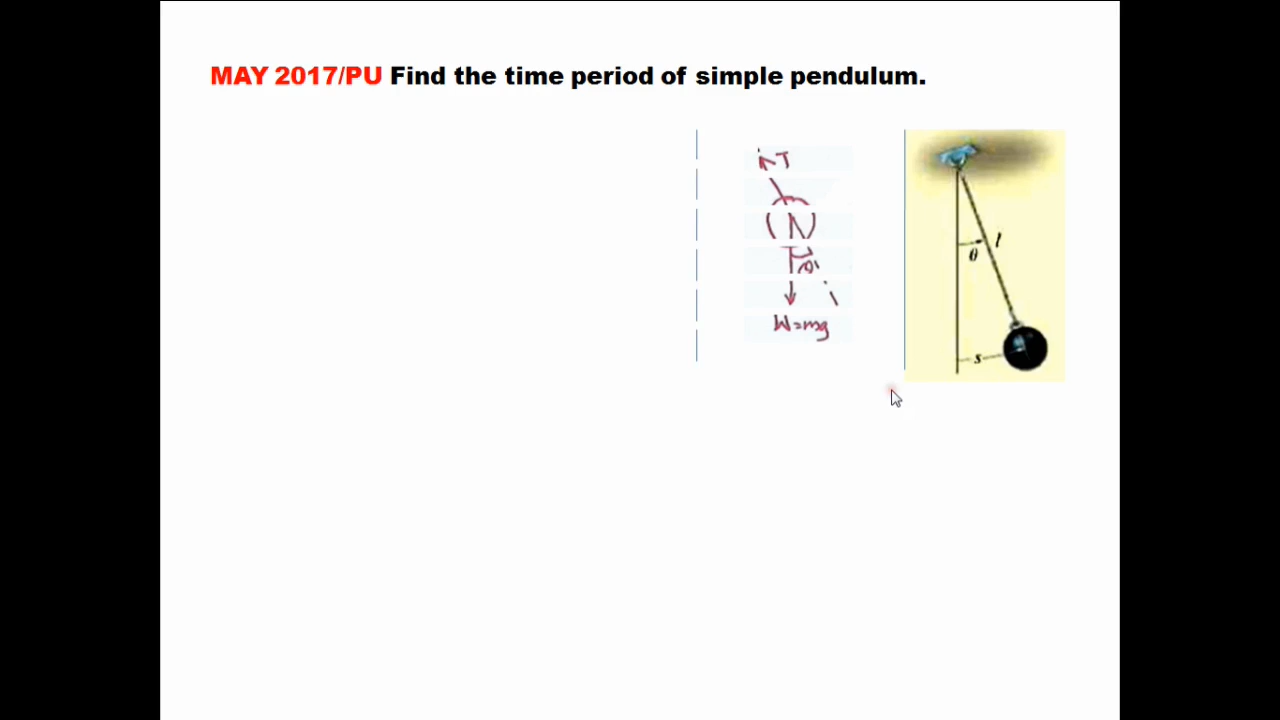 MAY 2017/PU Find the time period of simple pendulum.
T
θ
W=mg
l
θ
s